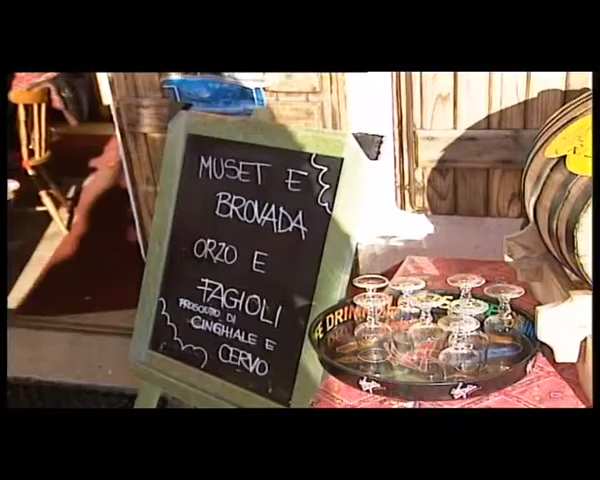 MUSET E
BROVADA
ORZO E
FAGIOLI
PROSCIUTTO DI
CINGHIALE E
CERVO